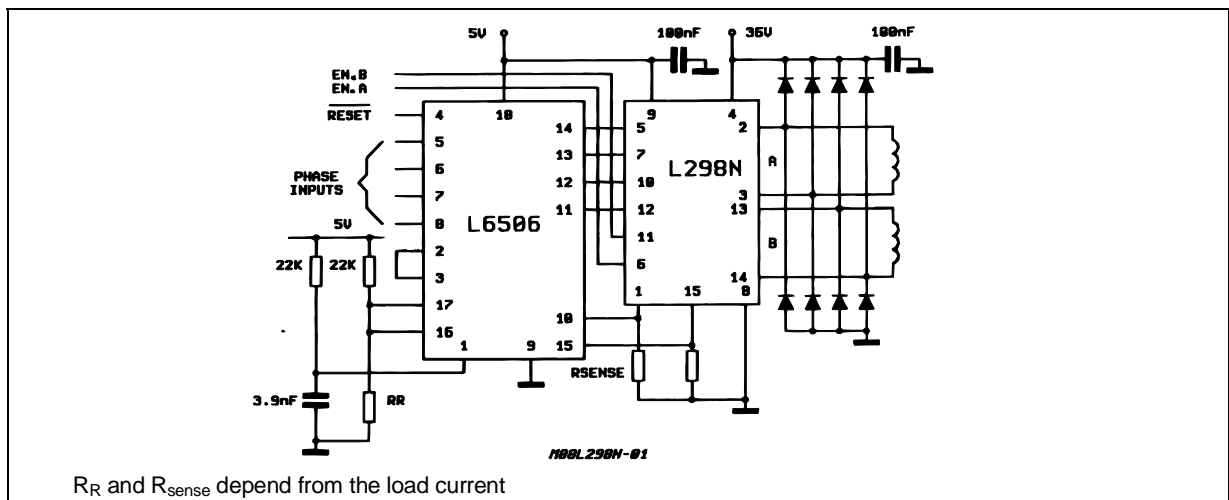 5V
100nF
36V
100nF
EN.B
EN.A
RESET
4
18
9
4
5
14
5
2
6
13
7
L298N
A
PHASE
INPUTS
7
12
10
3
8
11
12
13
5V
L6506
11
B
22K
22K
2
6
14
3
1
15
8
17
10
16
15
1
9
RSENSE
3.9nF
RR
M88L298N-01
RR and Rsense depend from the load current